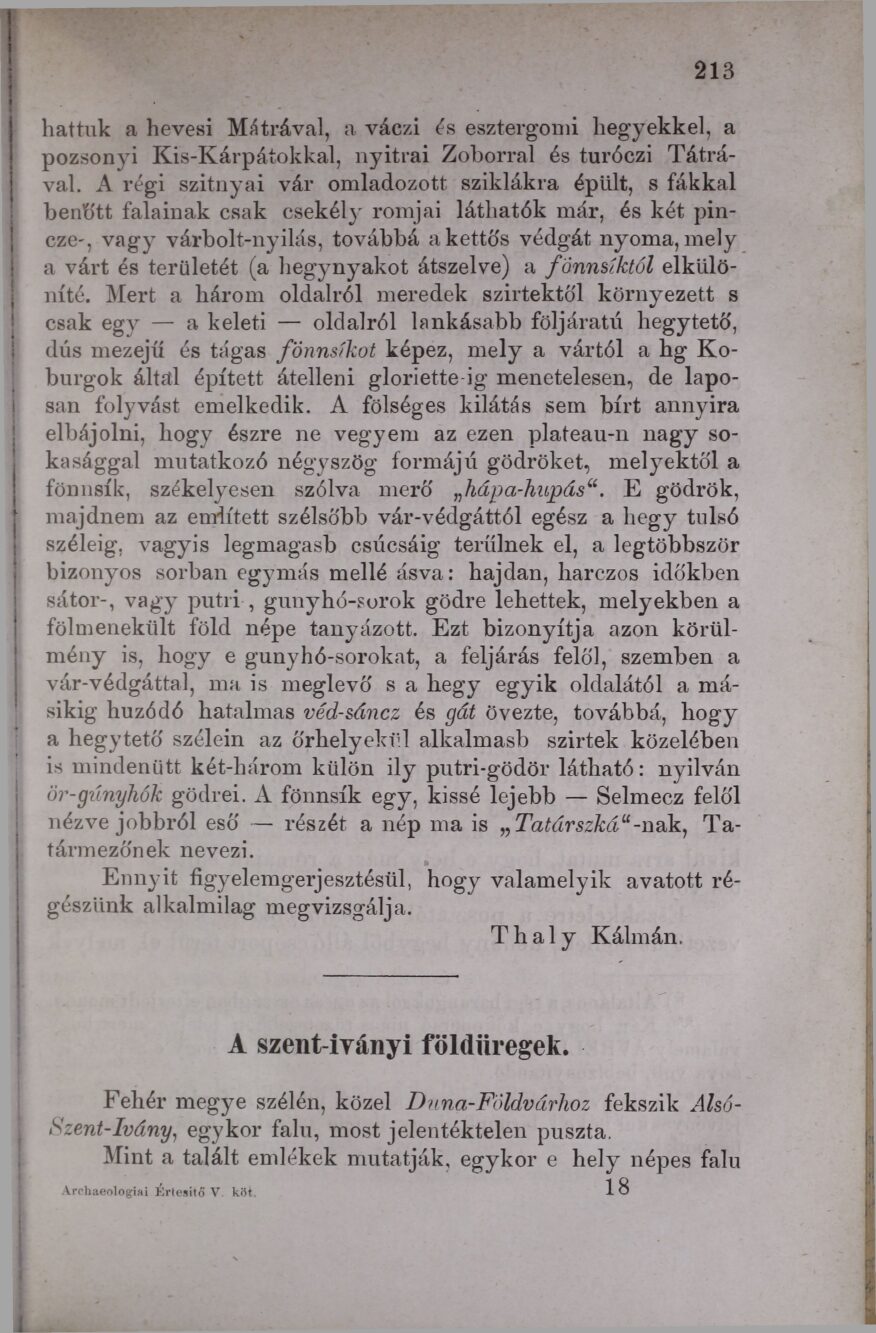 213
hattuk a hevesi Mátrával, a váczi és esztergomi hegyekkel, a
pozsonyi Kis-Kárpátokkal, nyitrai Zoborral és turóczi Tátrá-
val. A régi szitnyai vár omladozott sziklákra épült, s fákkal
benőtt falainak csak csekély romjai láthatók már, és két pin-
cze-, vagy várbolt-nyilás, továbbá a kettős védgát nyoma, mely
a várt és területét (a hegynyakot átszelve) a fönnsíktól elkülö-
níté. Mert a három oldalról meredek szirtektől környezett s
csak egy — a keleti — oldalról lankásabb följáratú hegytető,
dús mezejű és tágas fönnsíkot képez, mely a vártól a hg Ko-
burgok által épített átelleni gloriette-ig menetelesen, de lapo-
san folyvást emelkedik. A fölséges kilátás sem bírt annyira
elbájolni, hogy észre ne vegyem az ezen plateau-n nagy so-
kasággal mutatkozó négyszög formájú gödröket, melyektől a
fönnsík, székelyesen szólva merő „hápa-hupás“. E gödrök,
majdnem az említett szélsőbb vár-védgáttól egész a hegy tulsó
széleig, vagyis legmagasb csúcsáig terűlnek el, a legtöbbször
bizonyos sorban egymás mellé ásva: hajdan, harczos időkben
sátor-, vagy putri-, gunyhó-sorok gödre lehettek, melyekben a
fölmenekült föld népe tanyázott. Ezt bizonyítja azon körül-
mény is, hogy e gunyhó-sorokat, a feljárás felől, szemben a
vár-védgáttal, ma is meglevő s a hegy egyik oldalától a má-
sikig huzódó hatalmas véd-sáncz és gát övezte, továbbá, hogy
a hegytető szélein az őrhelyekül alkalmasb szirtek közelében
is mindenütt két-három külön ily putri-gödör látható: nyilván
őr-gúnyhók gödrei. A fönnsík egy, kissé lejebb — Selmecz felől
nézve jobbról eső — részét a nép ma is „Tatárszká“-nak, Ta-
tármezőnek nevezi.
Ennyit figyelemgerjesztésül, hogy valamelyik avatott ré-
gészünk alkalmilag megvizsgálja.
Thaly Kálmán.
A szent-iványi földüregek.
Fehér megye szélén, közel Duna-Földvárhoz fekszik Alsó-
Szent-Ivány, egykor falu, most jelentéktelen puszta.
Mint a talált emlékek mutatják, egykor e hely népes falu
Archaeologiai Értesítő V. köt. 18